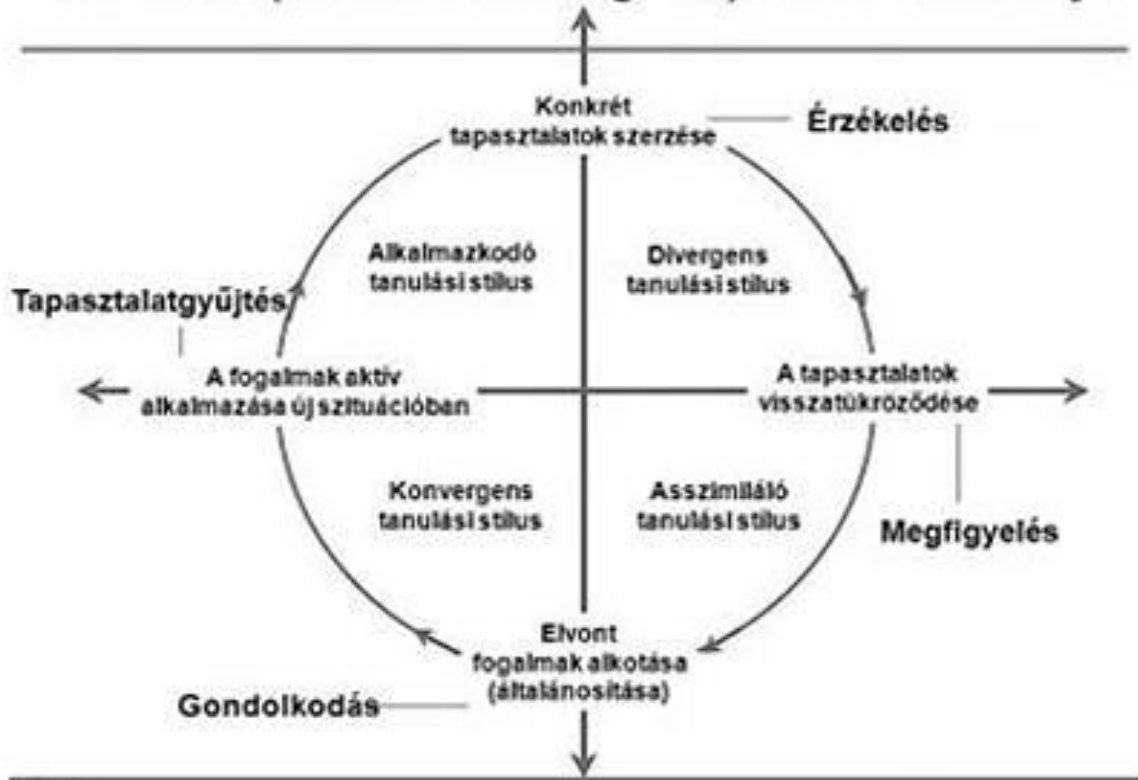 Konkrét
tapasztalatok szerzése
Érzékelés
Alkalmazkodó
tanulási stílus
Divergens
tanulási stílus
Tapasztalatgyűjtés
A fogalmak aktív
alkalmazása új szituációban
A tapasztalatok
visszatükröződése
Konvergens
tanulási stílus
Asszimiláló
tanulási stílus
Megfigyelés
Elvont
fogalmak alkotása
(általánosítása)
Gondolkodás